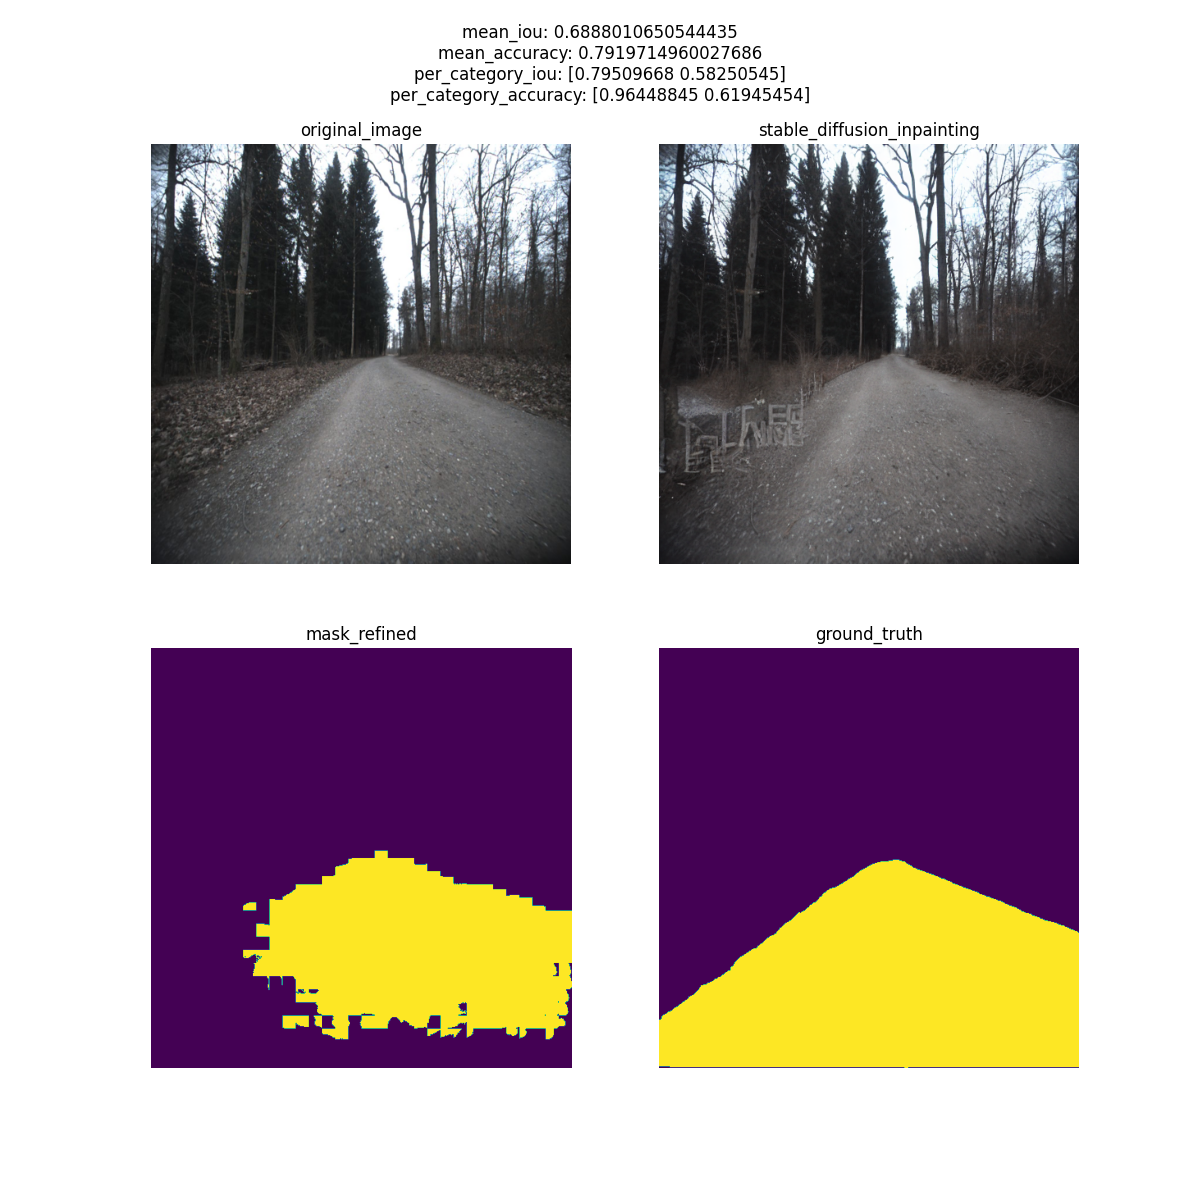 mean_iou: 0.6888010650544435
mean_accuracy: 0.7919714960027686
per_category_iou: [0.79509668 0.58250545]
per_category_accuracy: [0.96448845 0.61945454]
original_image
stable_diffusion_inpainting
mask_refined
ground_truth